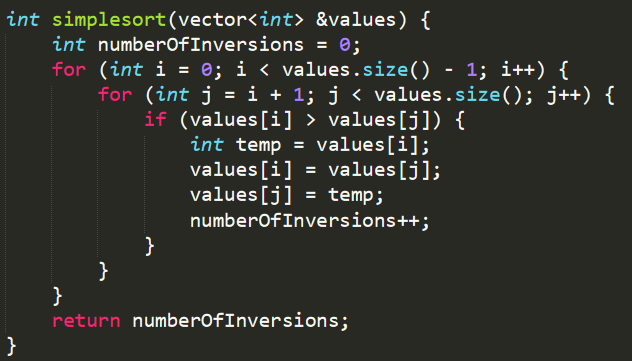 int simplesort(vector<int> &values) {
    int numberOfInversions = 0;
    for (int i = 0; i < values.size() - 1; i++) {
        for (int j = i + 1; j < values.size(); j++) {
            if (values[i] > values[j]) {
                int temp = values[i];
                values[i] = values[j];
                values[j] = temp;
                numberOfInversions++;
            }
        }
    }
    return numberOfInversions;
}